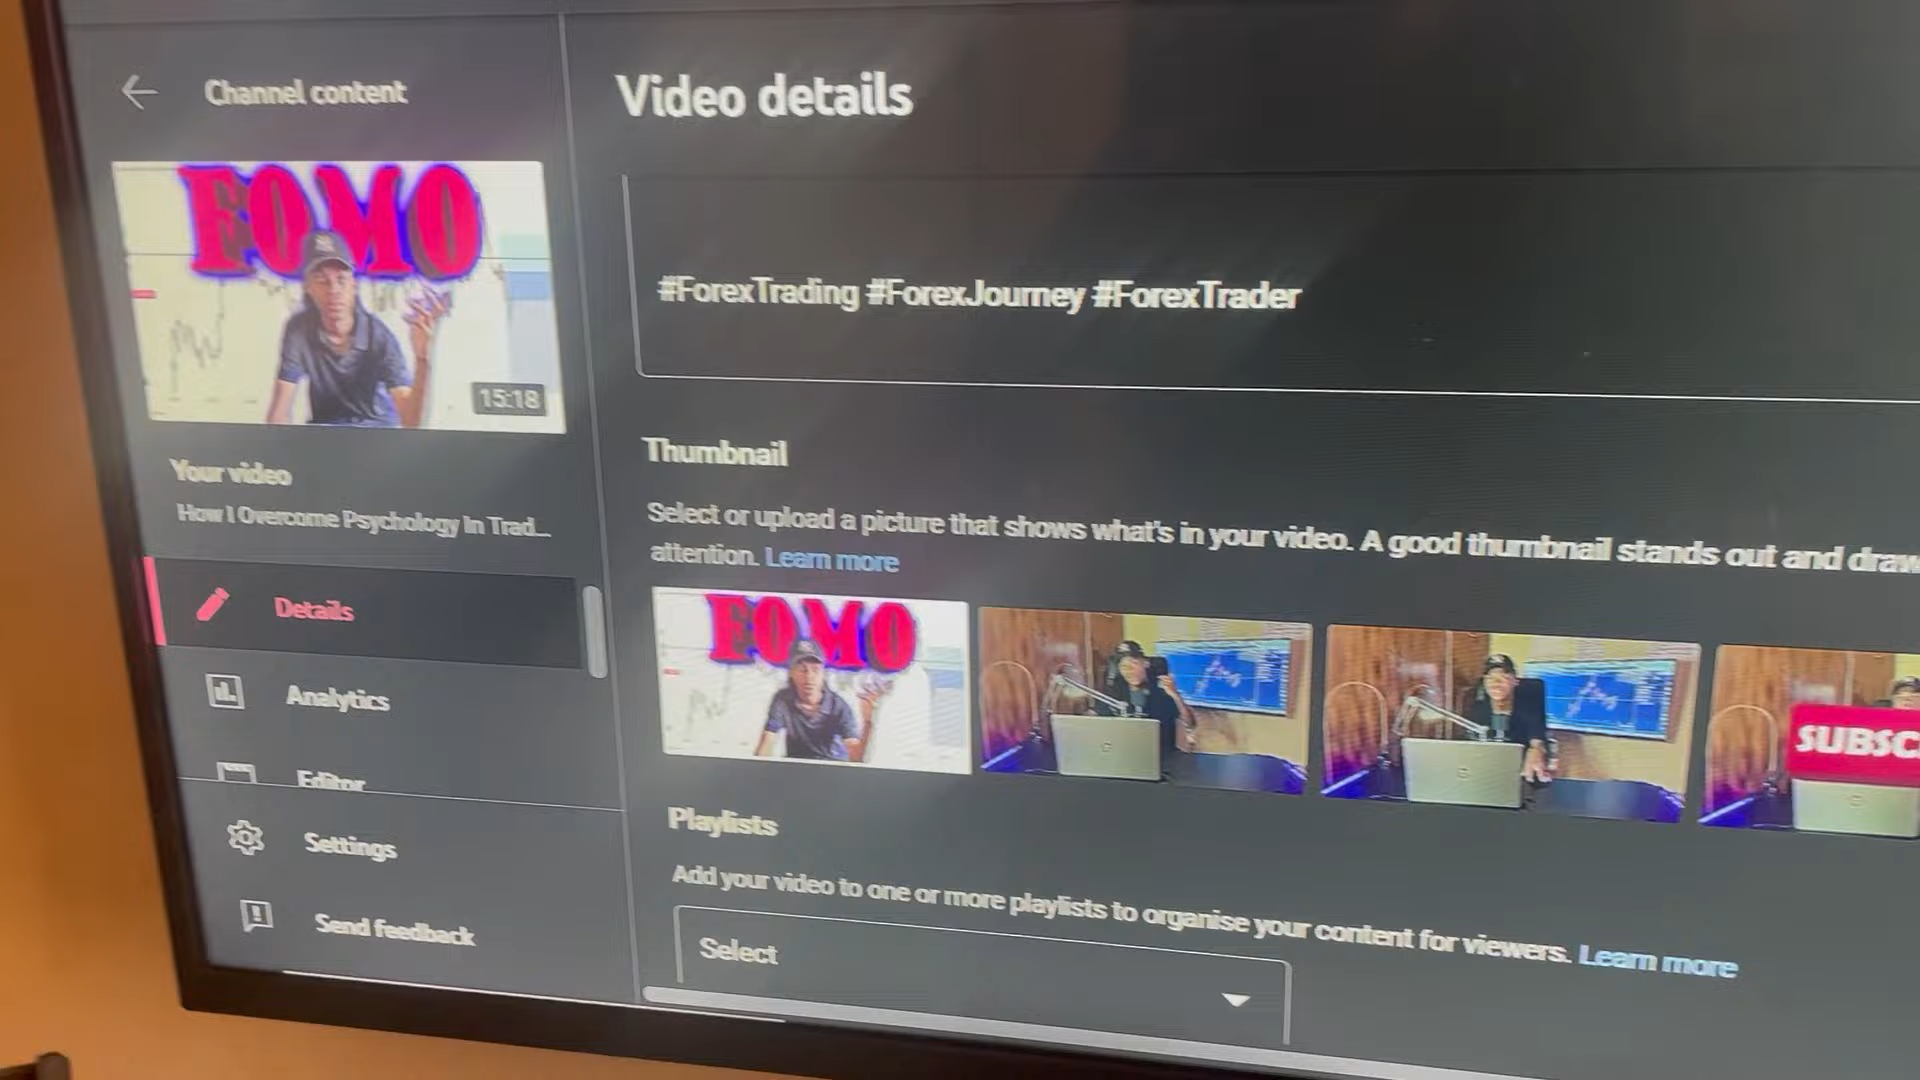 Channel content
FOMO
15:18
Your video
How I Overcome Psychology In Trad...
Details
Analytics
Editor
Settings
Send feedback
Video details
#ForexTrading #ForexJourney #ForexTrader
Thumbnail
Select or upload a picture that shows what's in your video. A good thumbnail stands out and draw
attention. Learn more
FOMO
SUBSC
Playlists
Add your video to one or more playlists to organise your content for viewers. Learn more
Select